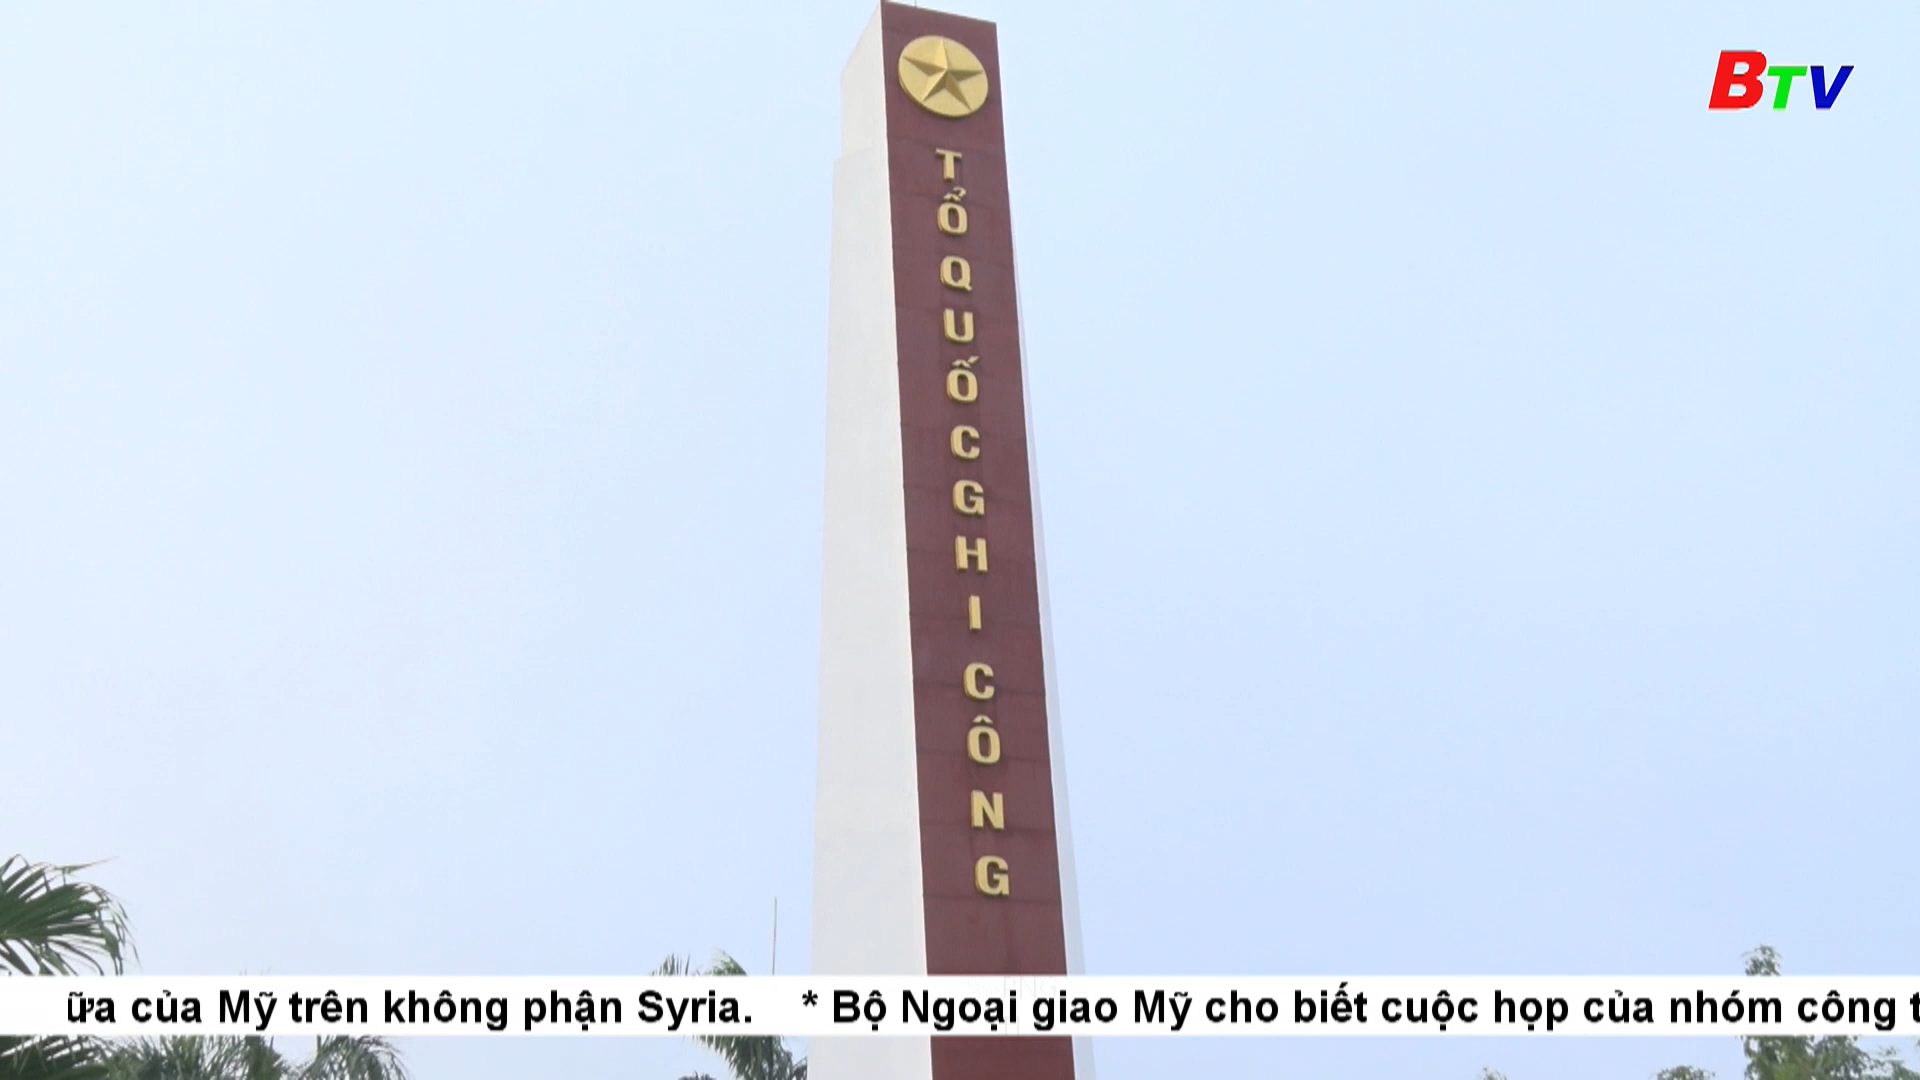 BTV
TỔ QUỐC GHI CÔNG
ữa của Mỹ trên không phận Syria. * Bộ Ngoại giao Mỹ cho biết cuộc họp của nhóm công t